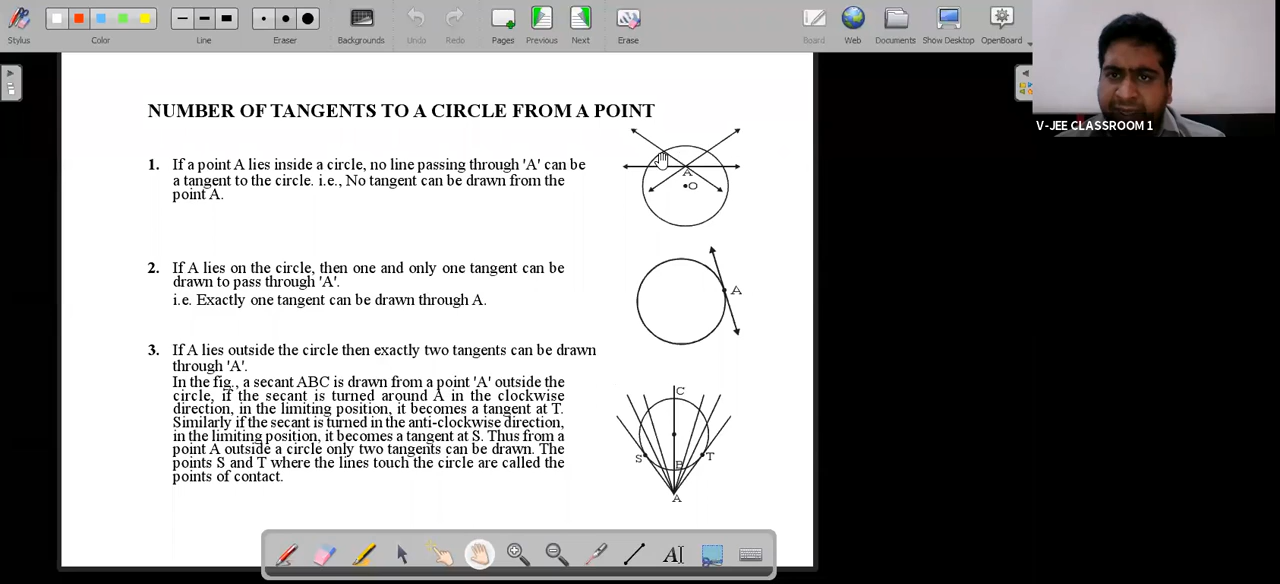 Stylus
Color
Line
Eraser
Backgrounds
Undo
Redo
Pages
Previous
Next
Erase
Board
Web
Documents
Show Desktop
OpenBoard
V-JEE CLASSROOM 1
NUMBER OF TANGENTS TO A CIRCLE FROM A POINT
1. If a point A lies inside a circle, no line passing through 'A' can be
a tangent to the circle. i.e., No tangent can be drawn from the
point A.
A
O
2. If A lies on the circle, then one and only one tangent can be
drawn to pass through 'A'.
i.e. Exactly one tangent can be drawn through A.
A
3. If A lies outside the circle then exactly two tangents can be drawn
through 'A'.
In the fig., a secant ABC is drawn from a point 'A' outside the
circle, if the secant is turned around A in the clockwise
direction, in the limiting position, it becomes a tangent at T.
Similarly if the secant is turned in the anti-clockwise direction,
in the limiting position, it becomes a tangent at S. Thus from a
point A outside a circle only two tangents can be drawn. The
points S and T where the lines touch the circle are called the
points of contact.
C
S
B
T
A
A